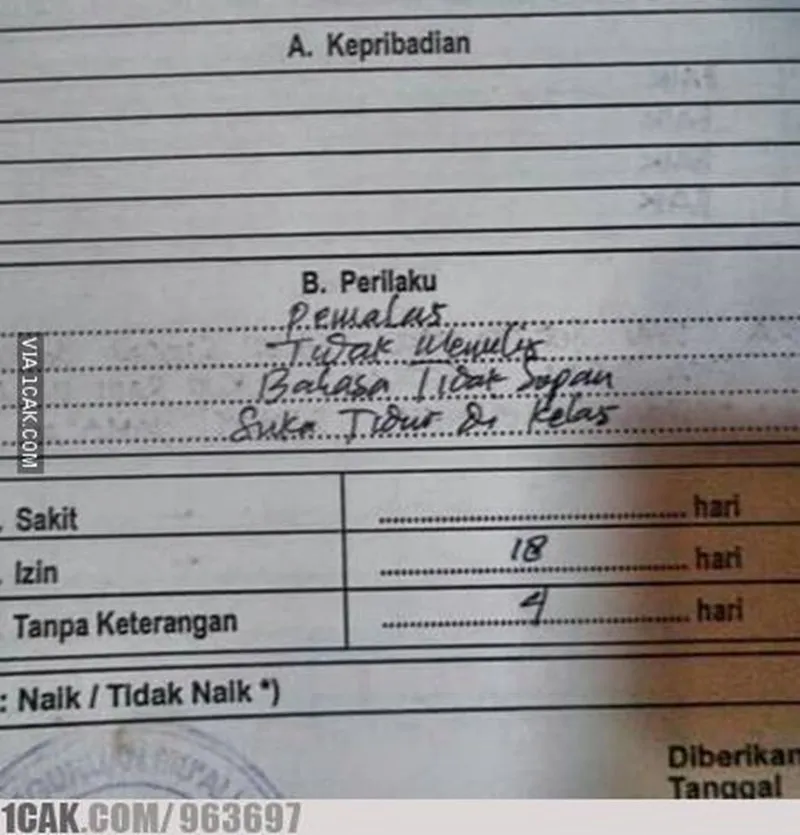 A. Kepribadian
B. Perilaku
Pemalas
Tidak Menulis
Bahasa Tidak Sopan
Suka Tidur Di Kelas
VIA 1CAK.COM
. Sakit hari
. Izin 18 hari
Tanpa Keterangan 4 hari
: Naik / Tidak Naik *)
Diberikan
Tanggal
1CAK.COM/963697